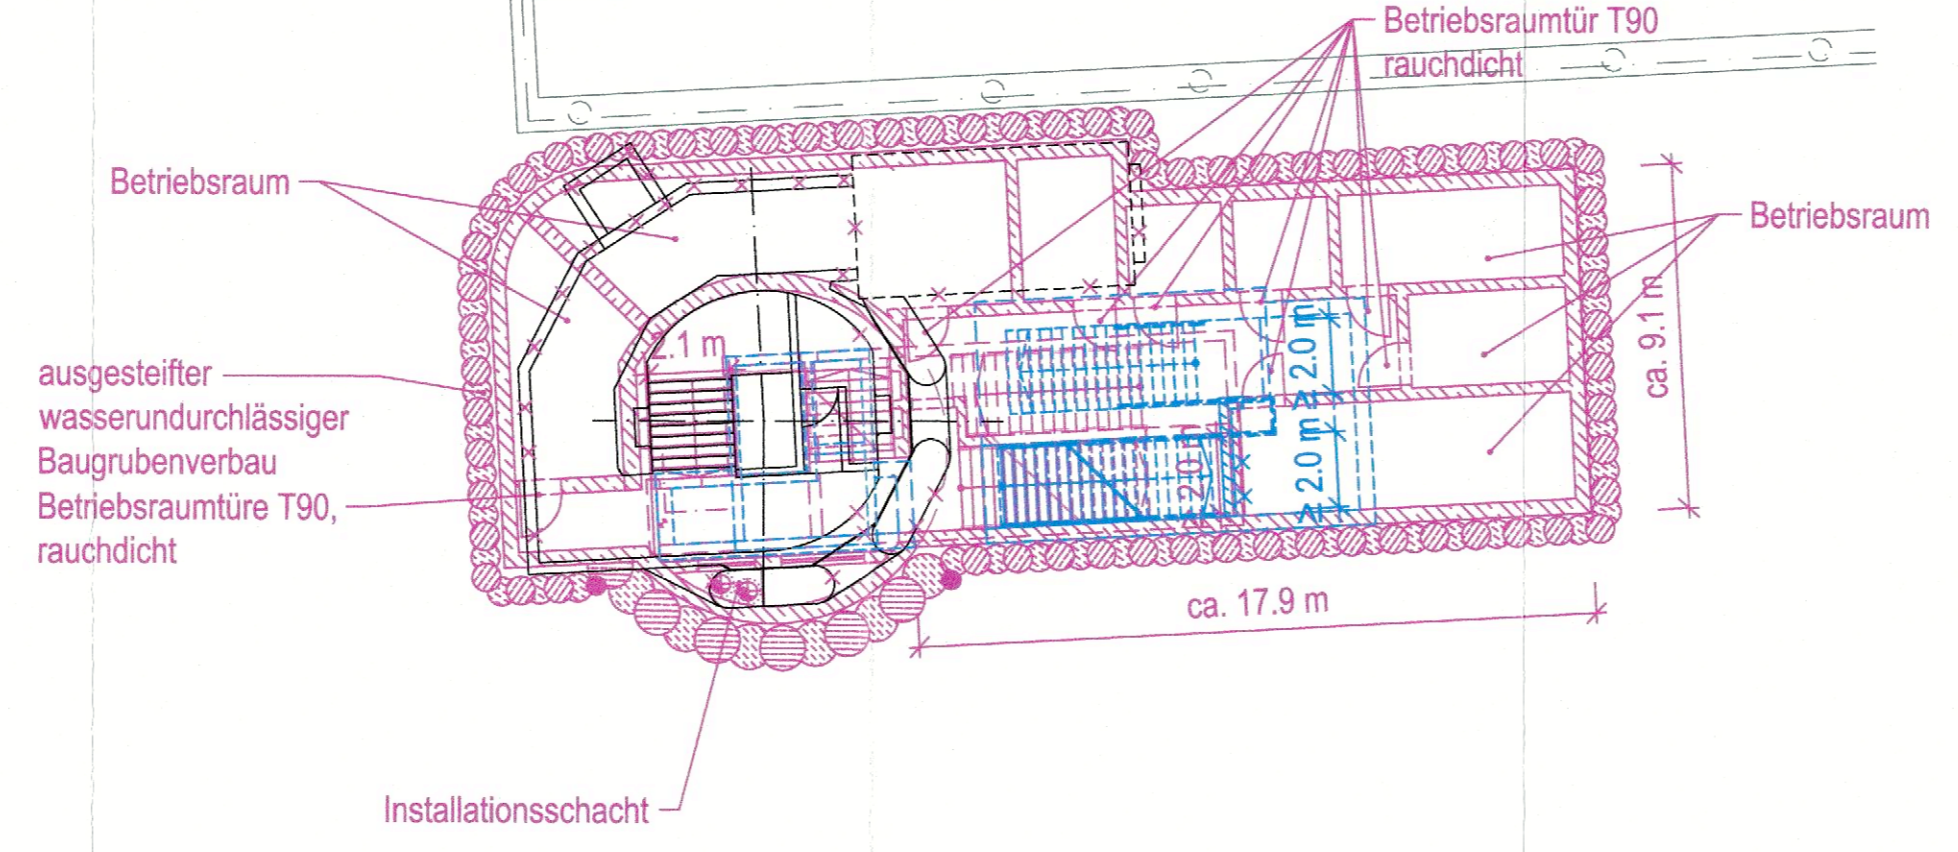 Betriebsraumtür T90
rauchdicht
Betriebsraum
Betriebsraum
ausgesteifter
wasserundurchlässiger
Baugrubenverbau
Betriebsraumtüre T90,
rauchdicht
.1 m
≥ 2.0 m
≥ 2.0 m
2.0
ca. 9.1 m
ca. 17.9 m
Installationsschacht